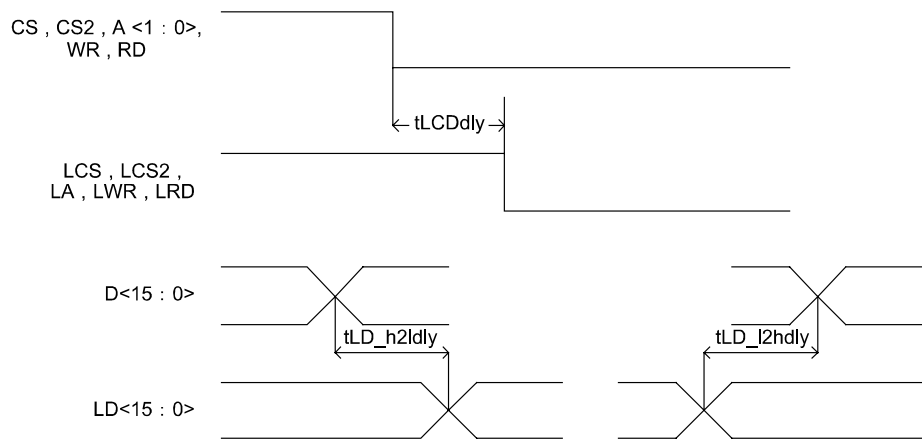 CS , CS2 , A <1 : 0>,
WR , RD
tLCDdly
LCS , LCS2 ,
LA , LWR , LRD
D<15 : 0>
tLD_h2ldly
tLD_l2hdly
LD<15 : 0>